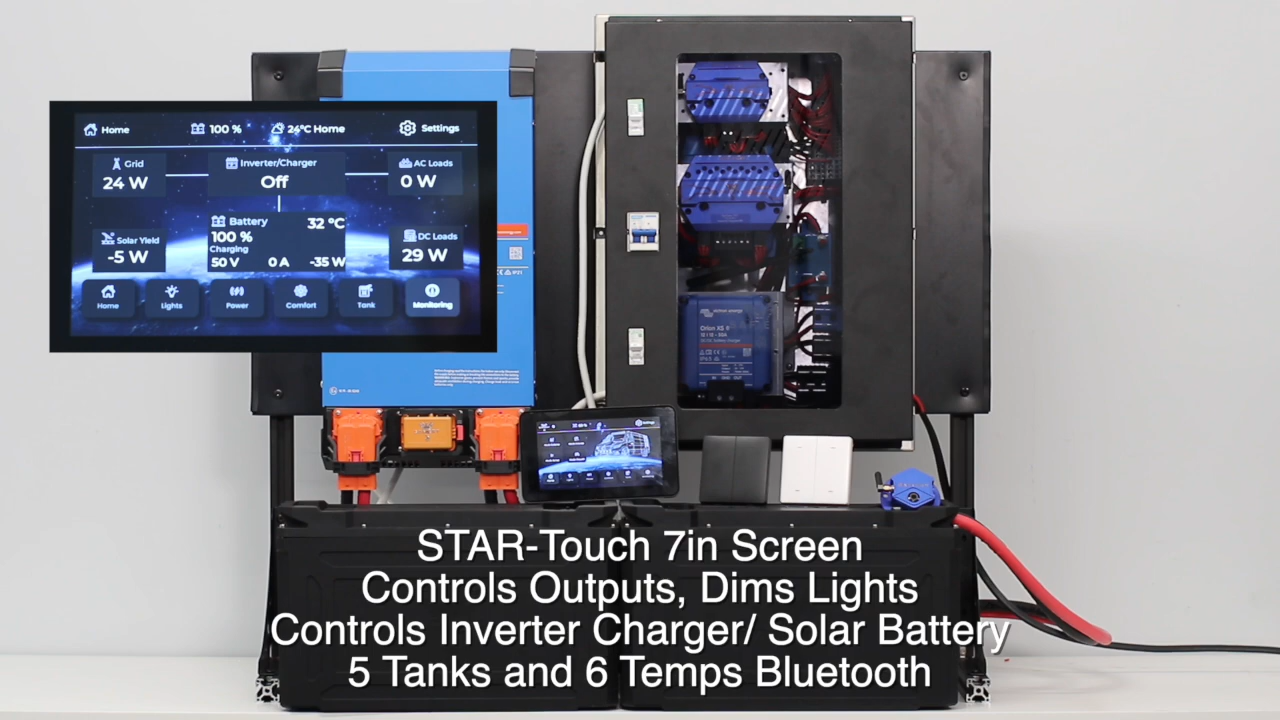 Home
100 %
24°C Home
Settings
Grid
24 W
Inverter/Charger
Off
AC Loads
0 W
Solar Yield
-5 W
Battery
32 °C
100 %
Charging
50 V 0 A -35 W
DC Loads
29 W
Home
Lights
Power
Comfort
Tank
Monitoring
victron energy
Orion XS
STAR-Touch 7in Screen
Controls Outputs, Dims Lights
Controls Inverter Charger/ Solar Battery
5 Tanks and 6 Temps Bluetooth